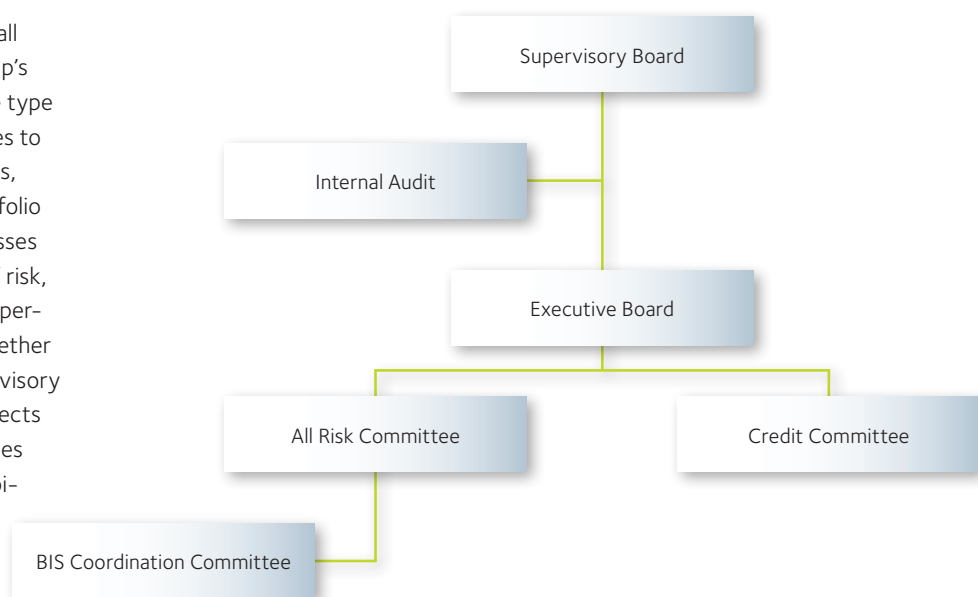 all
p's
type
es to
s,
folio
sses
risk,
per-
ether
visory
ects
es
pi-
Supervisory Board
Internal Audit
Executive Board
All Risk Committee
Credit Committee
BIS Coordination Committee